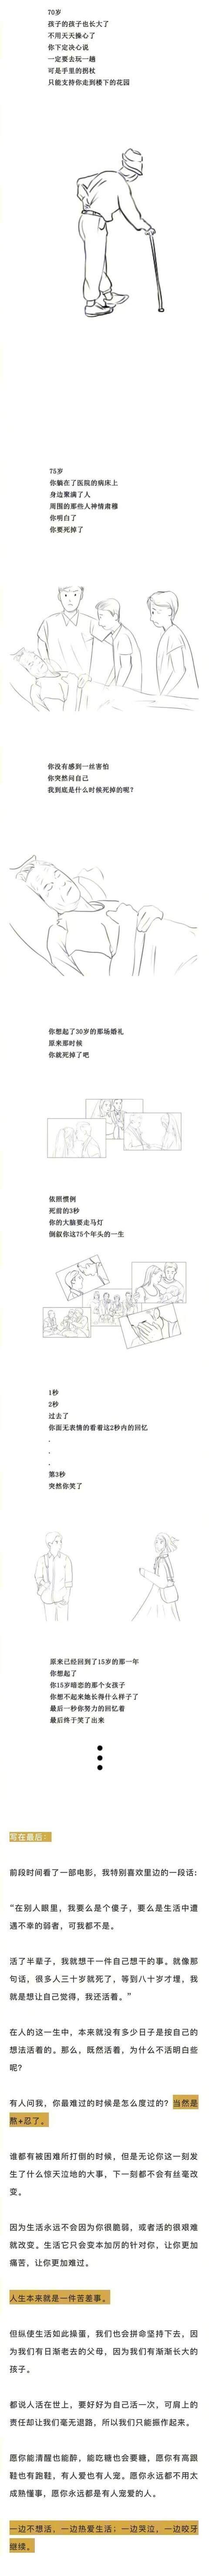 70岁
孩子的孩子也长大了
不用天天操心了
你下定决心说
一定要去玩一趟
可是手里的拐杖
只能支持你走到楼下的花园
75岁
你躺在了医院的病床上
身边聚满了人
周围的那些人神情肃穆
你明白了
你要死掉了
你没有感到一丝害怕
你突然问自己
我到底是什么时候死掉的呢？
你想起了30岁的那场婚礼
原来那时候
你就死掉了吧
依照惯例
死前的3秒
你的大脑要走马灯
倒叙你这75个年头的一生
1秒
2秒
过去了
你面无表情的看着这2秒内的回忆
.
.
.
第3秒
突然你笑了
原来已经回到了15岁的那一年
你想起了
你15岁暗恋的那个女孩子
你想不起来她长得什么样子了
最后一秒你努力的回忆着
最后终于笑了出来
写在最后：
前段时间看了一部电影，我特别喜欢里边的一段话：
“在别人眼里，我要么是个傻子，要么是生活中遭
遇不幸的弱者，可我都不是。
活了半辈子，我就想干一件自己想干的事。就像那
句话，很多人三十岁就死了，等到八十岁才埋，我
就是想让自己觉得，我还活着。”
在人的这一生中，本来就没有多少日子是按自己的
想法活着的。那么，既然活着，为什么不活明白些
呢？
有人问我，你最难过的时候是怎么度过的？当然是
熬+忍了。
谁都有被困难所打倒的时候，但是无论你这一刻发
生了什么惊天泣地的大事，下一刻都不会有丝毫改
变。
因为生活永远不会因为你很脆弱，或者活的很艰难
就改变。生活它只会变本加厉的针对你，让你更加
痛苦，让你更加难过。
人生本来就是一件苦差事。
但纵使生活如此操蛋，我们也会拼命坚持下去，因
为我们有日渐老去的父母，因为我们有渐渐长大的
孩子。
都说人活在世上，要好好为自己活一次，可肩上的
责任却让我们毫无退路，所以我们只能振作起来。
愿你能清醒也能醉，能吃糖也会要糖，愿你有高跟
鞋也有跑鞋，有人爱也有人宠。愿你永远都不用太
成熟懂事，愿你永远都是有人宠爱的人。
一边不想活，一边热爱生活；一边哭泣，一边咬牙
继续。